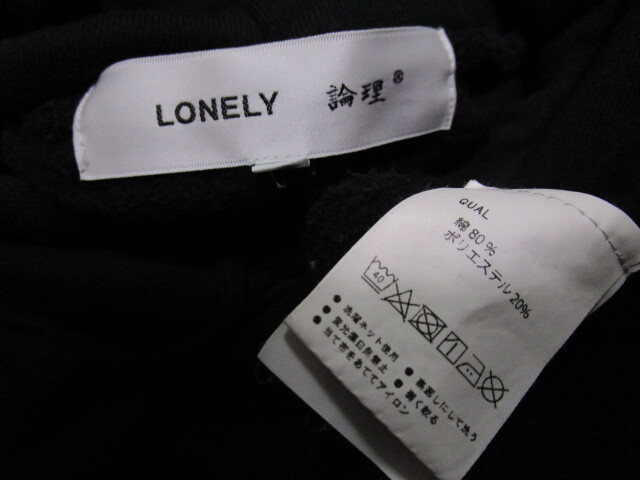 LONELY 論理®
QUAL
綿 80%
ポリエステル 20%
40
●洗濯ネット使用
●蛍光増白剤禁止
●当て布をあててアイロン
●裏返しにして洗う
●弱く絞る